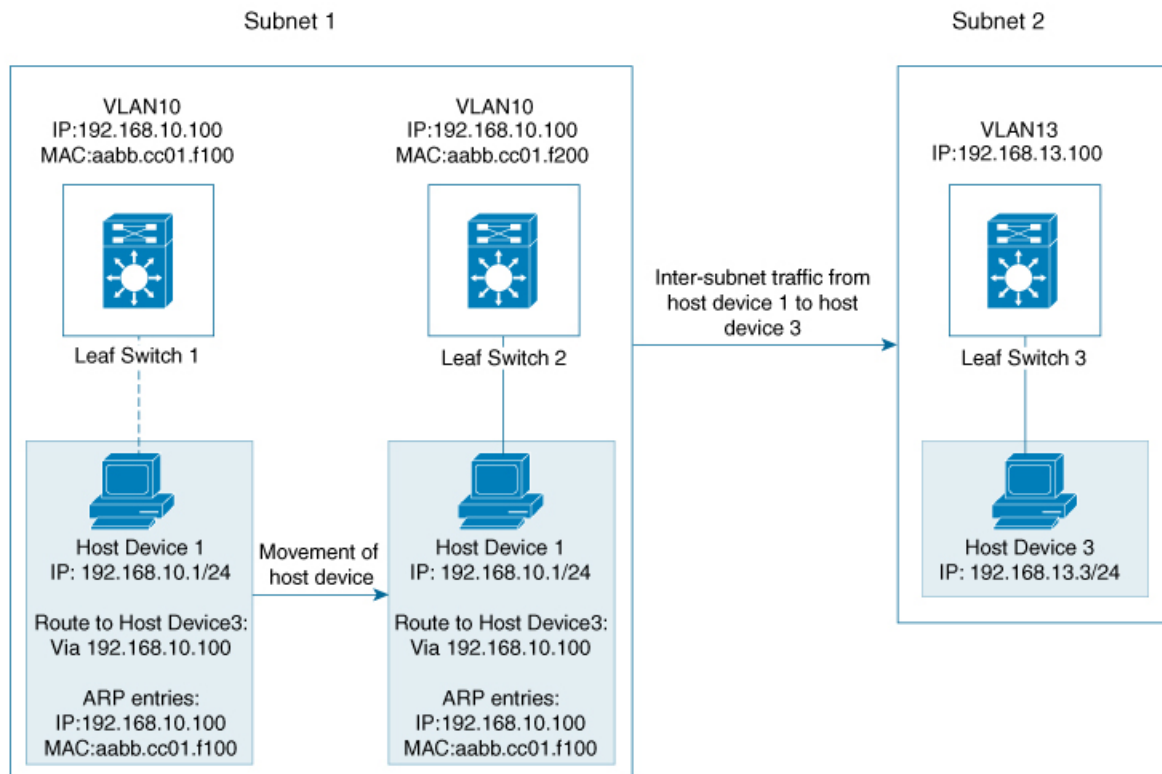 Subnet 1
Subnet 2
VLAN10
IP:192.168.10.100
MAC:aabb.cc01.f100
VLAN10
IP:192.168.10.100
MAC:aabb.cc01.f200
VLAN13
IP:192.168.13.100
Leaf Switch 1
Leaf Switch 2
Inter-subnet traffic from
host device 1 to host
device 3
Leaf Switch 3
Host Device 1
IP: 192.168.10.1/24
Route to Host Device3:
Via 192.168.10.100
ARP entries:
IP:192.168.10.100
MAC:aabb.cc01.f100
Movement of
host device
Host Device 1
IP: 192.168.10.1/24
Route to Host Device3:
Via 192.168.10.100
ARP entries:
IP:192.168.10.100
MAC:aabb.cc01.f100
Host Device 3
IP: 192.168.13.3/24